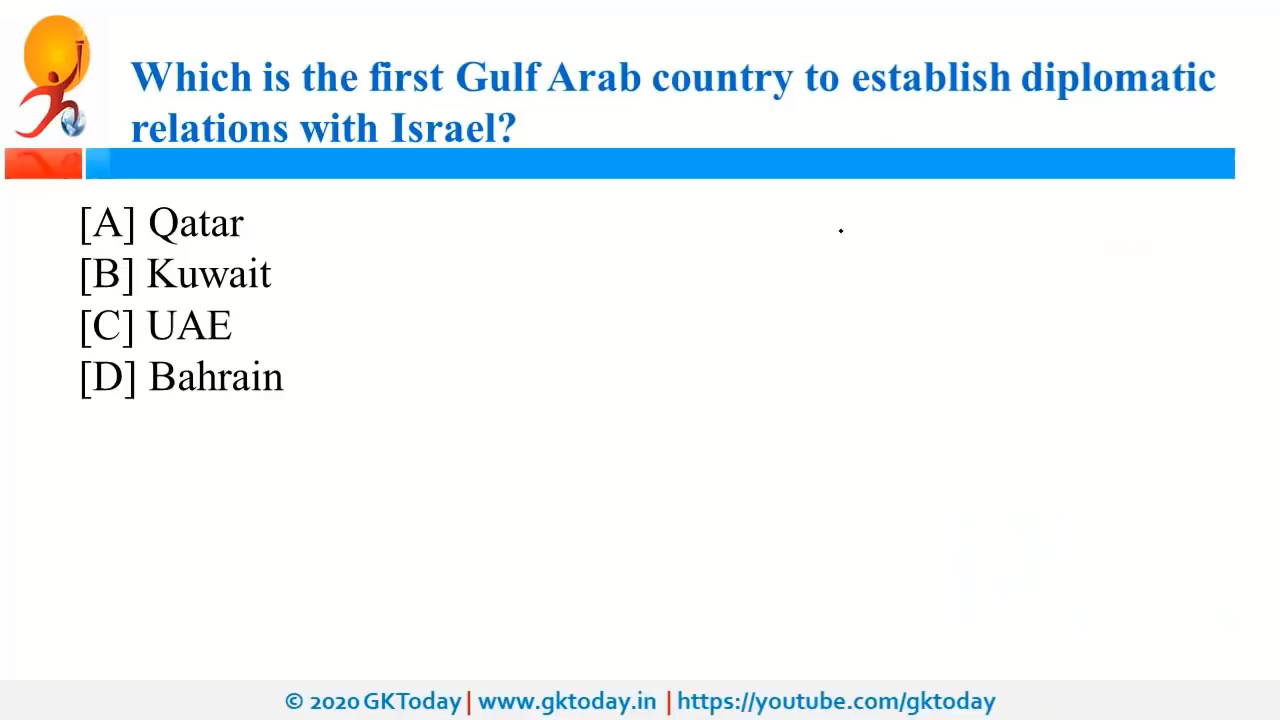 Which is the first Gulf Arab country to establish diplomatic
relations with Israel?
[A] Qatar
[B] Kuwait
[C] UAE
[D] Bahrain
© 2020 GKToday | www.gktoday.in | https://youtube.com/gktoday